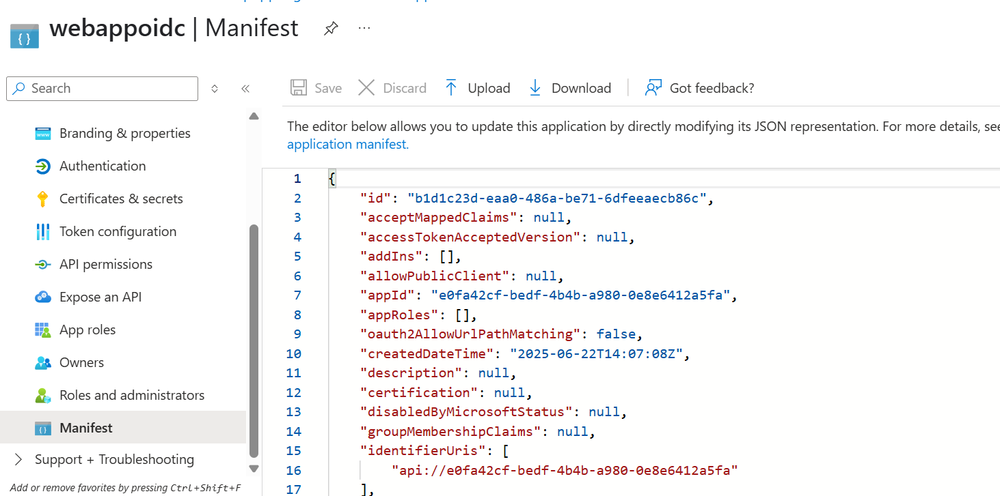 webappoidc | Manifest
Search
Save
Discard
Upload
Download
Got feedback?
The editor below allows you to update this application by directly modifying its JSON representation. For more details, see
application manifest.
Branding & properties
Authentication
Certificates & secrets
Token configuration
API permissions
Expose an API
App roles
Owners
Roles and administrators
Manifest
Support + Troubleshooting
Add or remove favorites by pressing Ctrl+Shift+F
1 {
2 "id": "b1d1c23d-eaa0-486a-be71-6dfeeaecb86c",
3 "acceptMappedClaims": null,
4 "accessTokenAcceptedVersion": null,
5 "addIns": [],
6 "allowPublicClient": null,
7 "appId": "e0fa42cf-bedf-4b4b-a980-0e8e6412a5fa",
8 "appRoles": [],
9 "oauth2AllowUrlPathMatching": false,
10 "createdDateTime": "2025-06-22T14:07:08Z",
11 "description": null,
12 "certification": null,
13 "disabledByMicrosoftStatus": null,
14 "groupMembershipClaims": null,
15 "identifierUris": [
16 "api://e0fa42cf-bedf-4b4b-a980-0e8e6412a5fa"
17 ],